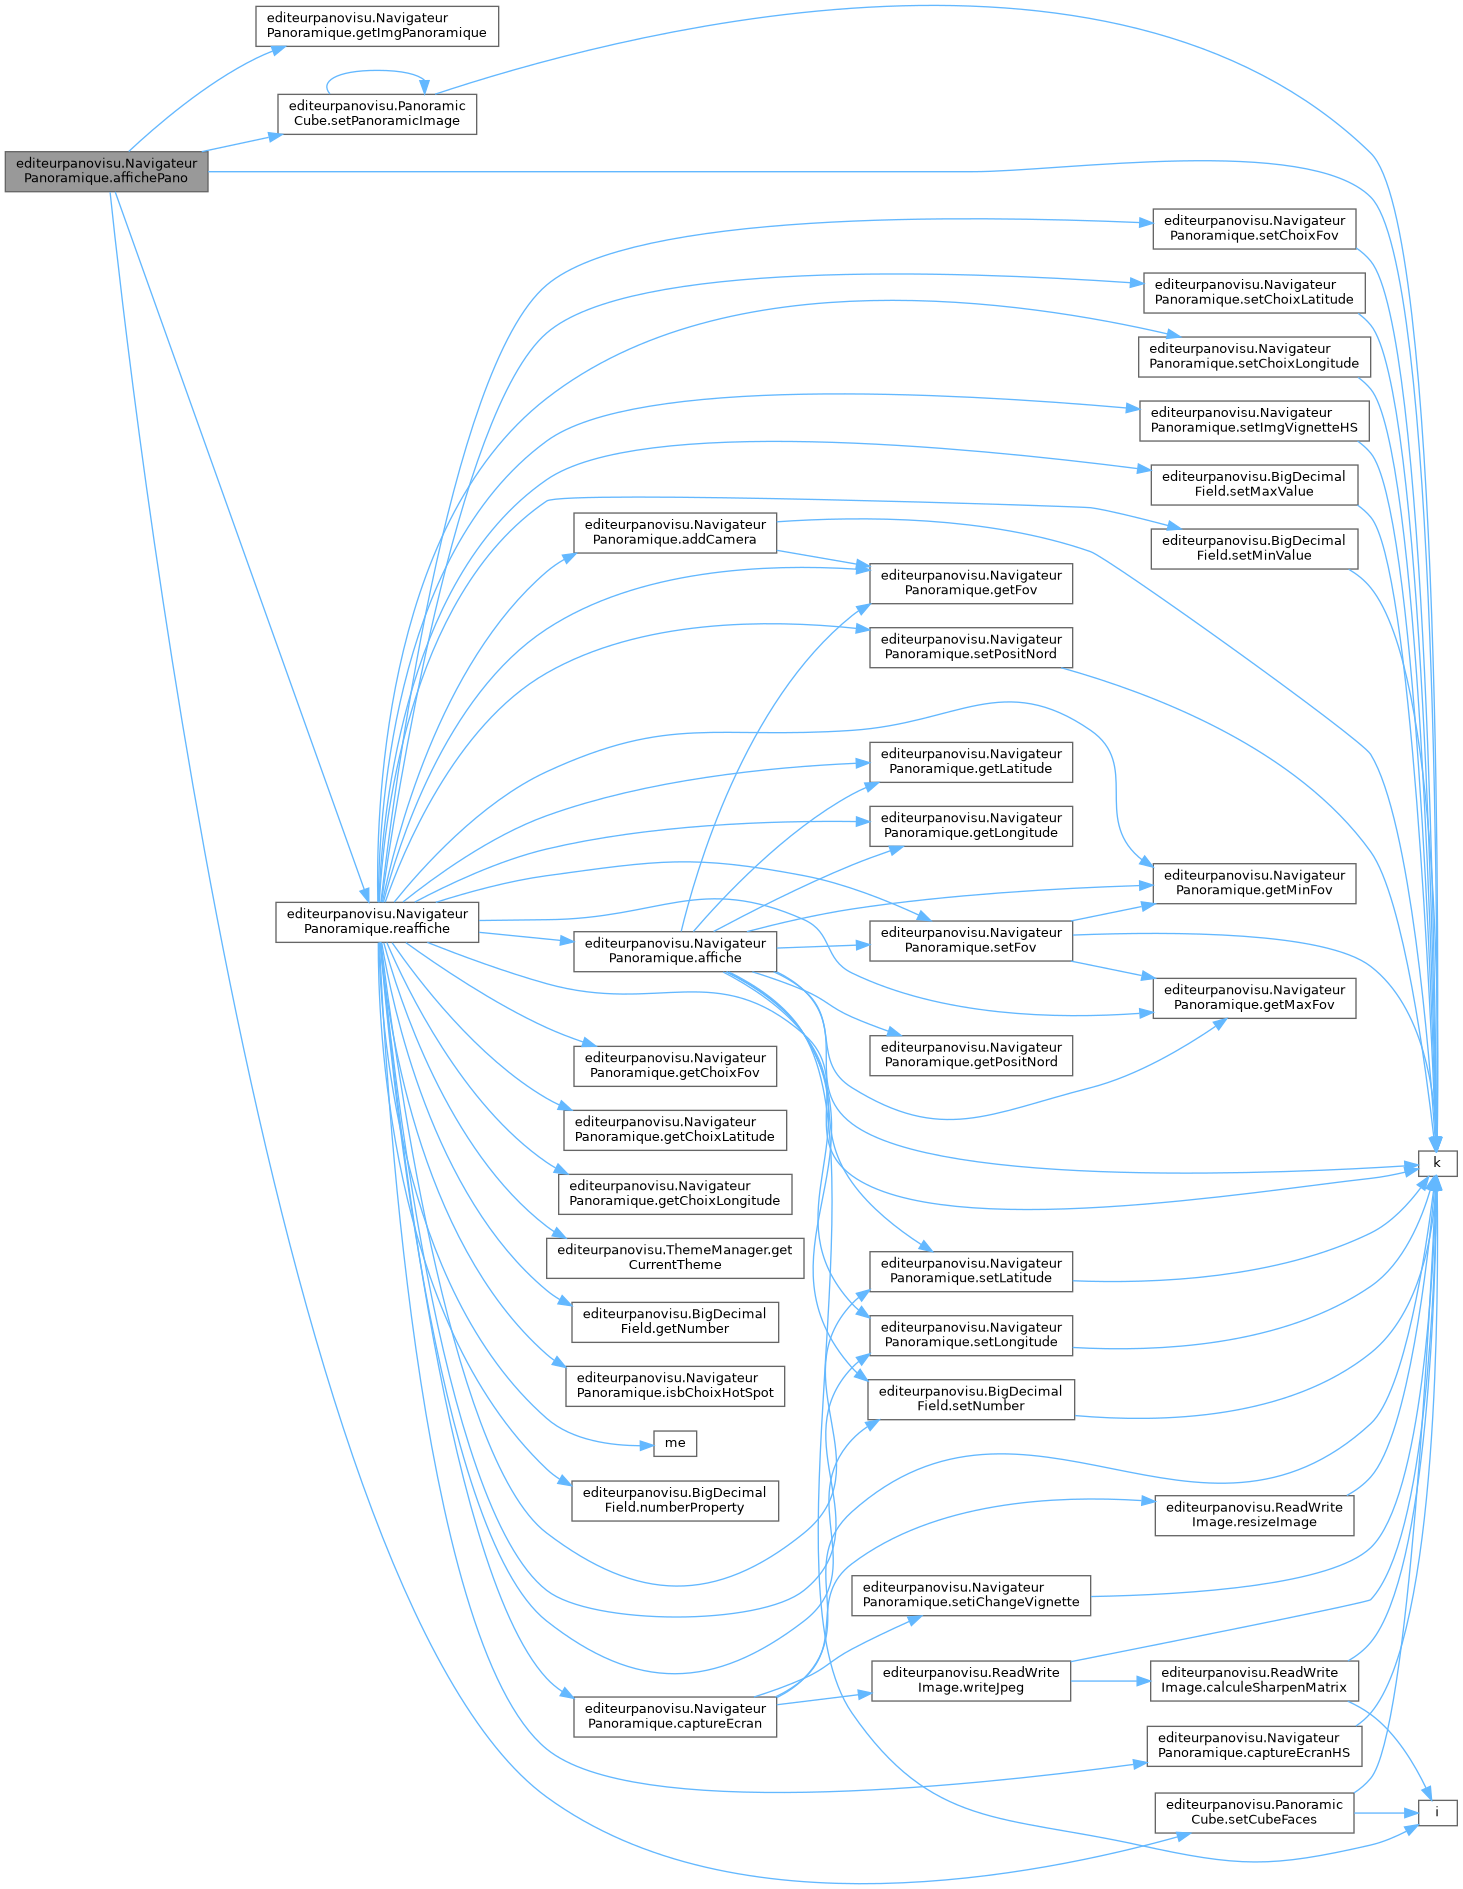 editeurpanovisu.Navigateur
Panoramique.getImgPanoramique
editeurpanovisu.Panoramic
Cube.setPanoramicImage
editeurpanovisu.Navigateur
Panoramique.affichePano
editeurpanovisu.Navigateur
Panoramique.setChoixFov
editeurpanovisu.Navigateur
Panoramique.setChoixLatitude
editeurpanovisu.Navigateur
Panoramique.setChoixLongitude
editeurpanovisu.Navigateur
Panoramique.setImgVignetteHS
editeurpanovisu.BigDecimal
Field.setMaxValue
editeurpanovisu.Navigateur
Panoramique.addCamera
editeurpanovisu.BigDecimal
Field.setMinValue
editeurpanovisu.Navigateur
Panoramique.getFov
editeurpanovisu.Navigateur
Panoramique.setPositNord
editeurpanovisu.Navigateur
Panoramique.getLatitude
editeurpanovisu.Navigateur
Panoramique.getLongitude
editeurpanovisu.Navigateur
Panoramique.getMinFov
editeurpanovisu.Navigateur
Panoramique.reaffiche
editeurpanovisu.Navigateur
Panoramique.setFov
editeurpanovisu.Navigateur
Panoramique.affiche
editeurpanovisu.Navigateur
Panoramique.getMaxFov
editeurpanovisu.Navigateur
Panoramique.getPositNord
editeurpanovisu.Navigateur
Panoramique.getChoixFov
editeurpanovisu.Navigateur
Panoramique.getChoixLatitude
k
editeurpanovisu.Navigateur
Panoramique.getChoixLongitude
editeurpanovisu.ThemeManager.get
CurrentTheme
editeurpanovisu.Navigateur
Panoramique.setLatitude
editeurpanovisu.BigDecimal
Field.getNumber
editeurpanovisu.Navigateur
Panoramique.setLongitude
editeurpanovisu.Navigateur
Panoramique.isbChoixHotSpot
editeurpanovisu.BigDecimal
Field.setNumber
me
editeurpanovisu.BigDecimal
Field.numberProperty
editeurpanovisu.ReadWrite
Image.resizeImage
editeurpanovisu.Navigateur
Panoramique.setiChangeVignette
editeurpanovisu.ReadWrite
Image.writeJpeg
editeurpanovisu.ReadWrite
Image.calculeSharpenMatrix
editeurpanovisu.Navigateur
Panoramique.captureEcran
editeurpanovisu.Navigateur
Panoramique.captureEcranHS
editeurpanovisu.Panoramic
Cube.setCubeFaces
i